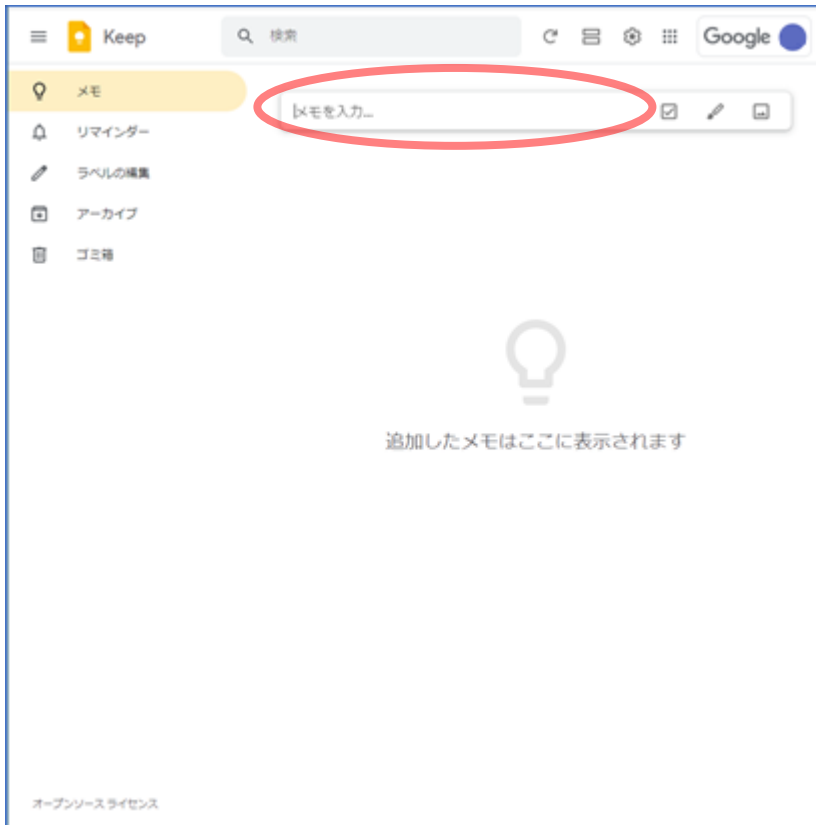 Keep
検索
Google
メモ
メモを入力...
リマインダー
ラベルの編集
アーカイブ
ゴミ箱
追加したメモはここに表示されます
オープンソース ライセンス